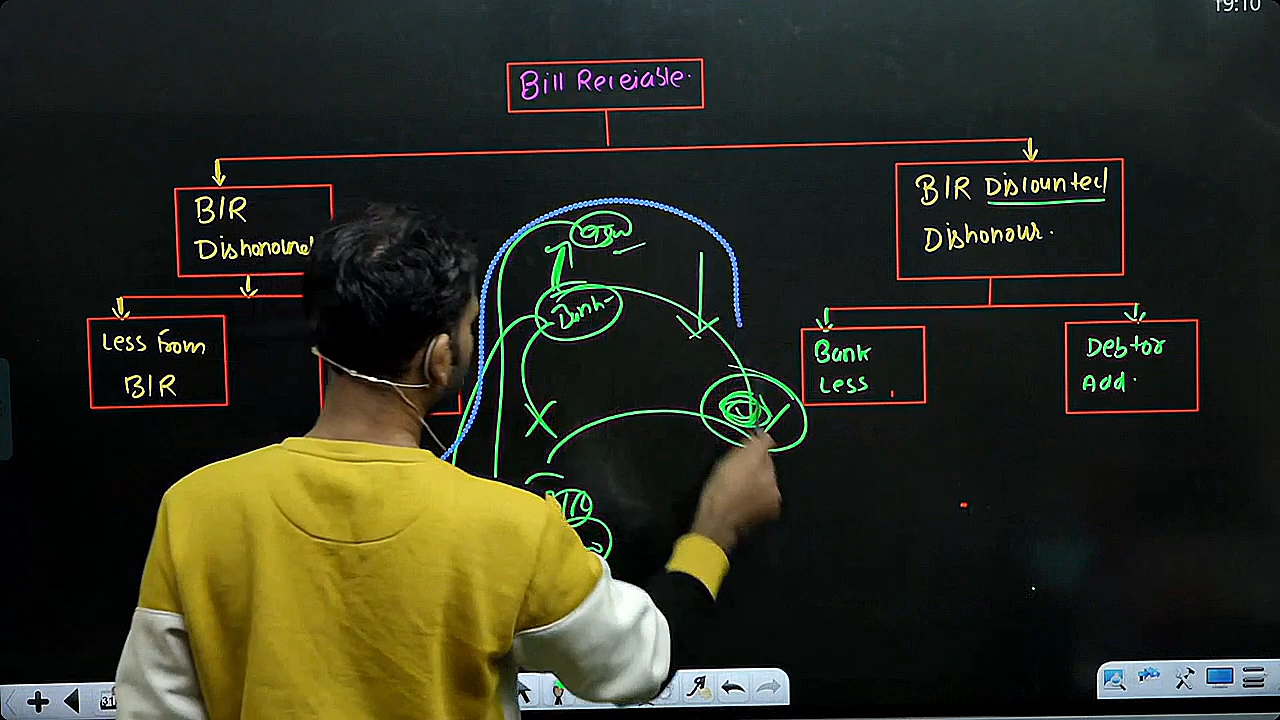 19:10
Bill Receiable.
BIR
Dishonoured
BIR Discounted
Dishonour.
Less from
BIR
Bank
Bank
Less
Debtor
Add.